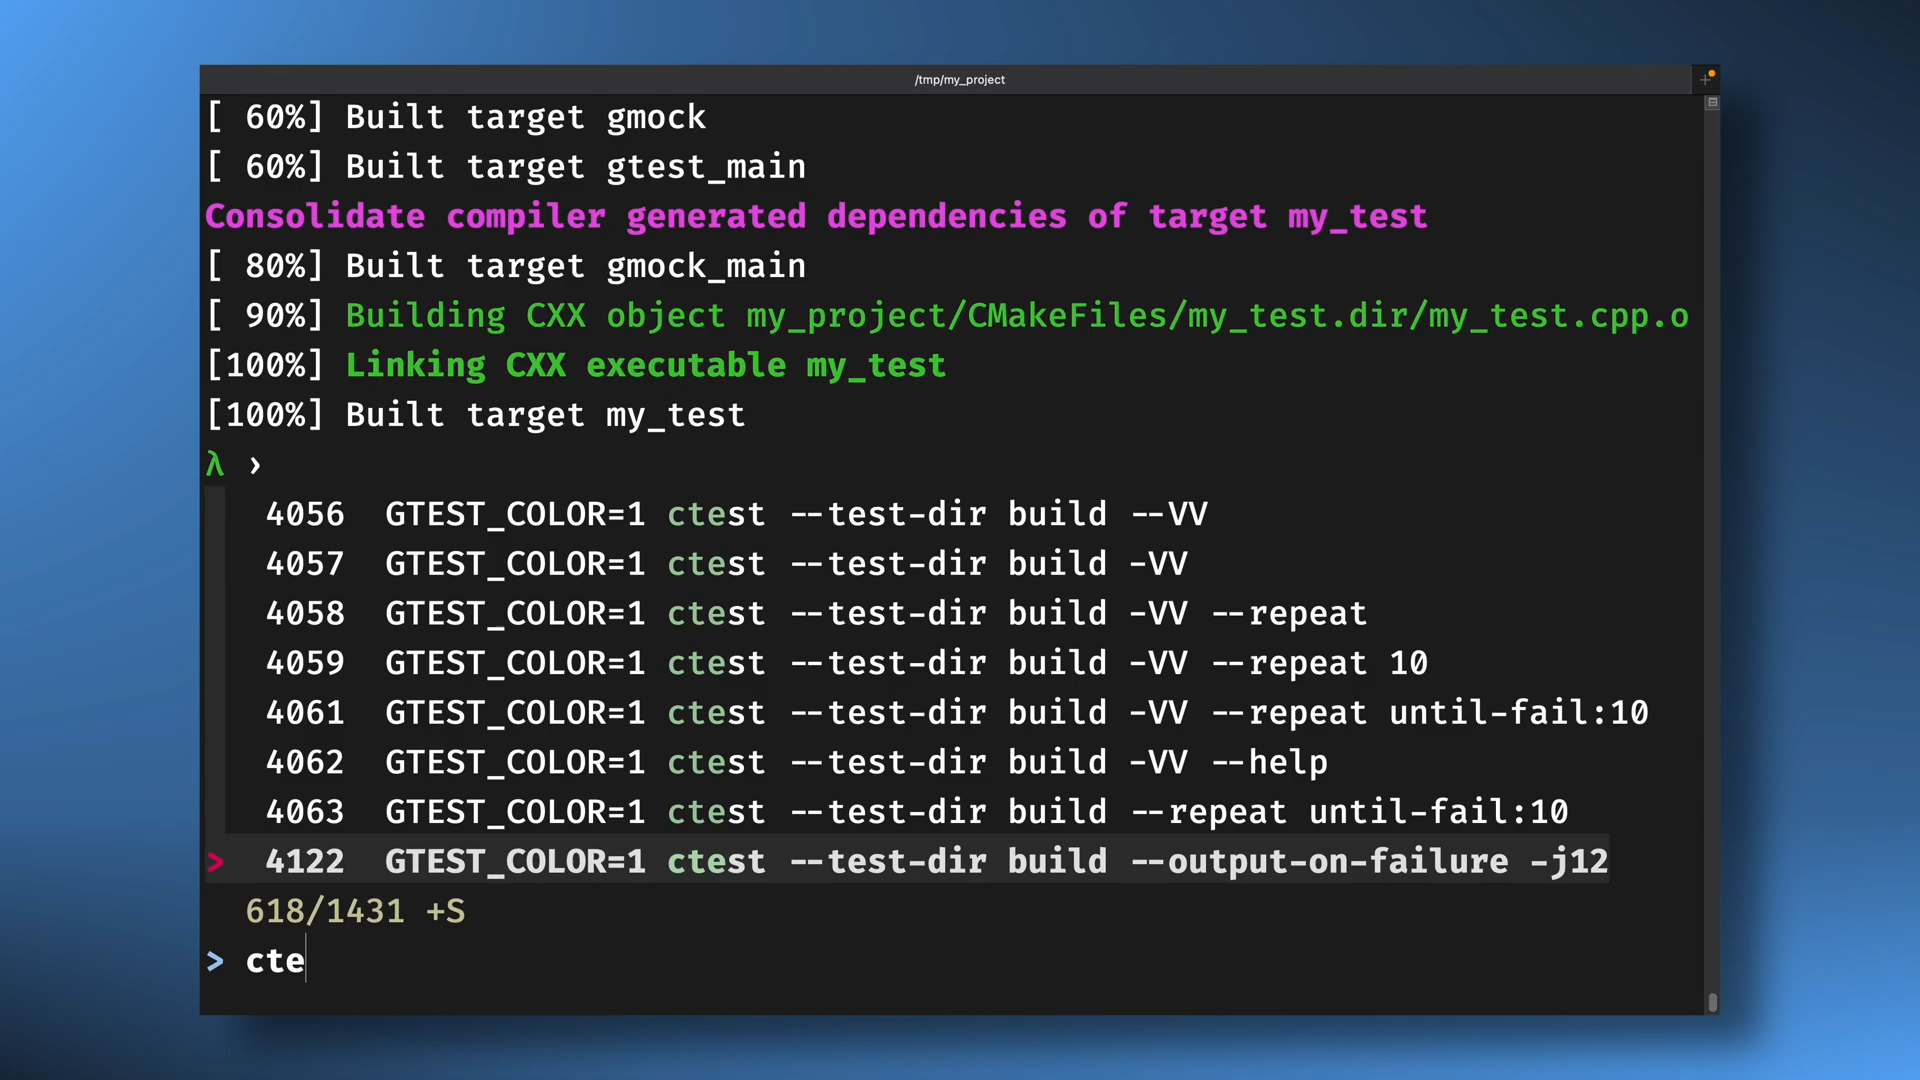 /tmp/my_project
[ 60%] Built target gmock
[ 60%] Built target gtest_main
Consolidate compiler generated dependencies of target my_test
[ 80%] Built target gmock_main
[ 90%] Building CXX object my_project/CMakeFiles/my_test.dir/my_test.cpp.o
[100%] Linking CXX executable my_test
[100%] Built target my_test
λ ›
4056 GTEST_COLOR=1 ctest --test-dir build --VV
4057 GTEST_COLOR=1 ctest --test-dir build -VV
4058 GTEST_COLOR=1 ctest --test-dir build -VV --repeat
4059 GTEST_COLOR=1 ctest --test-dir build -VV --repeat 10
4061 GTEST_COLOR=1 ctest --test-dir build -VV --repeat until-fail:10
4062 GTEST_COLOR=1 ctest --test-dir build -VV --help
4063 GTEST_COLOR=1 ctest --test-dir build --repeat until-fail:10
> 4122 GTEST_COLOR=1 ctest --test-dir build --output-on-failure -j12
618/1431 +S
> cte